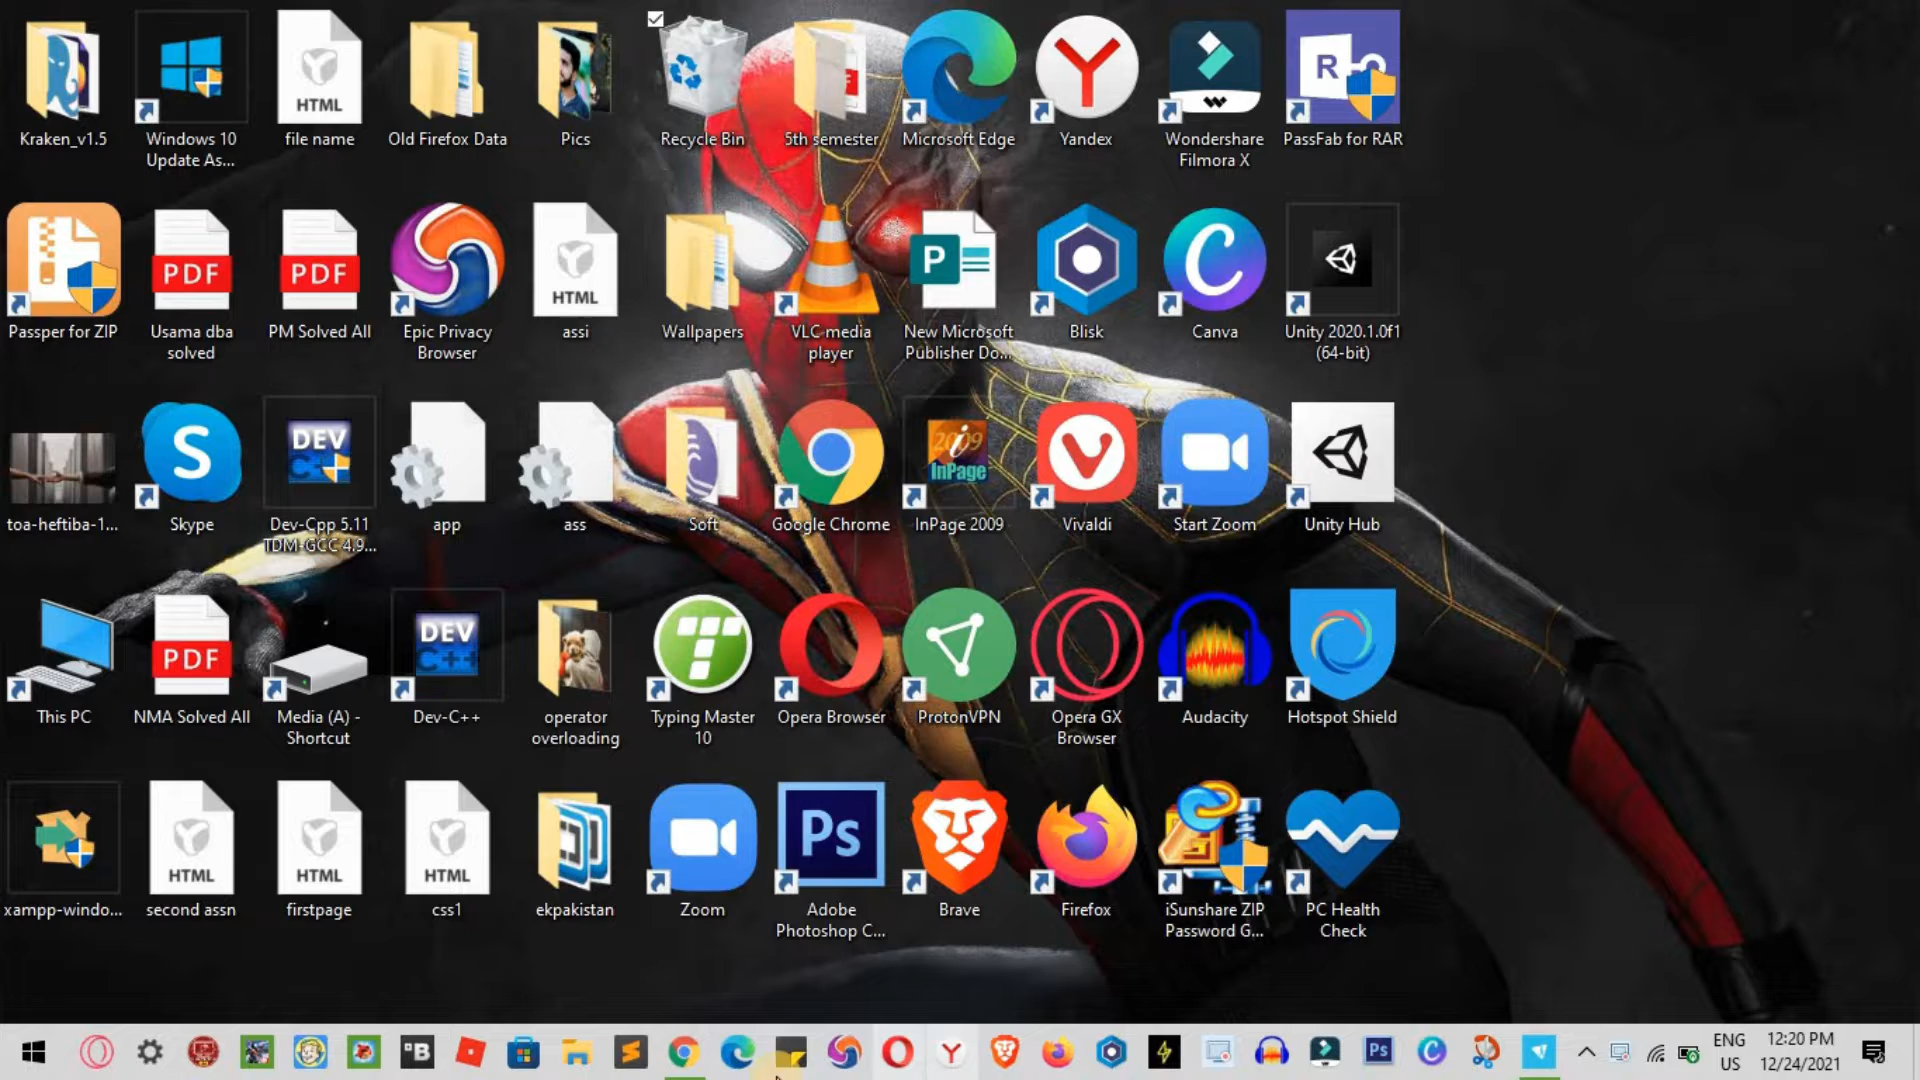 Kraken_v1.5
Windows 10
Update As...
HTML
file name
Old Firefox Data
Pics
Recycle Bin
5th semester
Microsoft Edge
Yandex
Wondershare
Filmora X
R
PassFab for RAR
Passper for ZIP
PDF
Usama dba
solved
PDF
PM Solved All
Epic Privacy
Browser
HTML
assi
Wallpapers
VLC media
player
P
New Microsoft
Publisher Do...
Blisk
C
Canva
Unity 2020.1.0f1
(64-bit)
toa-heftiba-1...
S
Skype
DEV
C++
Dev-Cpp 5.11
TDM-GCC 4.9...
app
ass
Soft
Google Chrome
2009
InPage
InPage 2009
Vivaldi
Start Zoom
Unity Hub
This PC
PDF
NMA Solved All
Media (A) -
Shortcut
DEV
C++
Dev-C++
operator
overloading
Typing Master
10
Opera Browser
ProtonVPN
Opera GX
Browser
Audacity
Hotspot Shield
xampp-windo...
HTML
second assn
HTML
firstpage
HTML
css1
ekpakistan
Zoom
Ps
Adobe
Photoshop C...
Brave
Firefox
iSunshare ZIP
Password G...
PC Health
Check
B
Ps
C
ENG
US
12:20 PM
12/24/2021